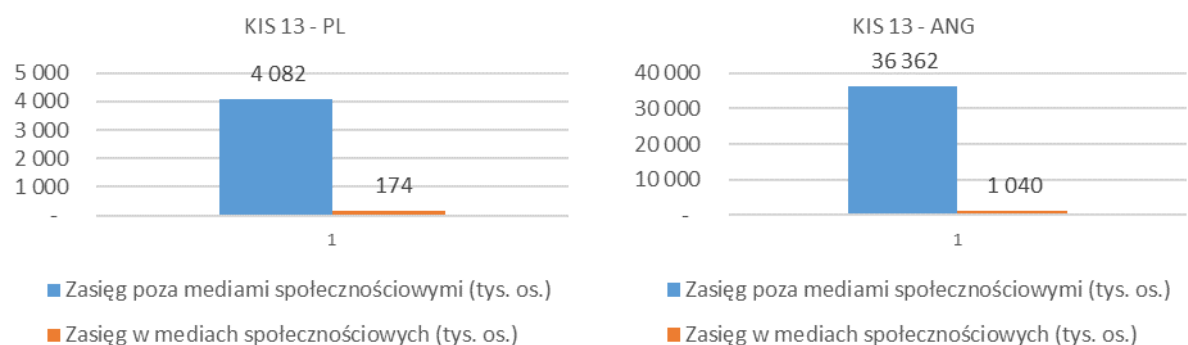 KIS 13 - PL
4 082
5 000
4 000
3 000
2 000
1 000
-
174
1
Zasięg poza mediami społecznościowymi (tys. os.)
Zasięg w mediach społecznościowych (tys. os.)
KIS 13 - ANG
36 362
40 000
30 000
20 000
10 000
-
1 040
1
Zasięg poza mediami społecznościowymi (tys. os.)
Zasięg w mediach społecznościowych (tys. os.)